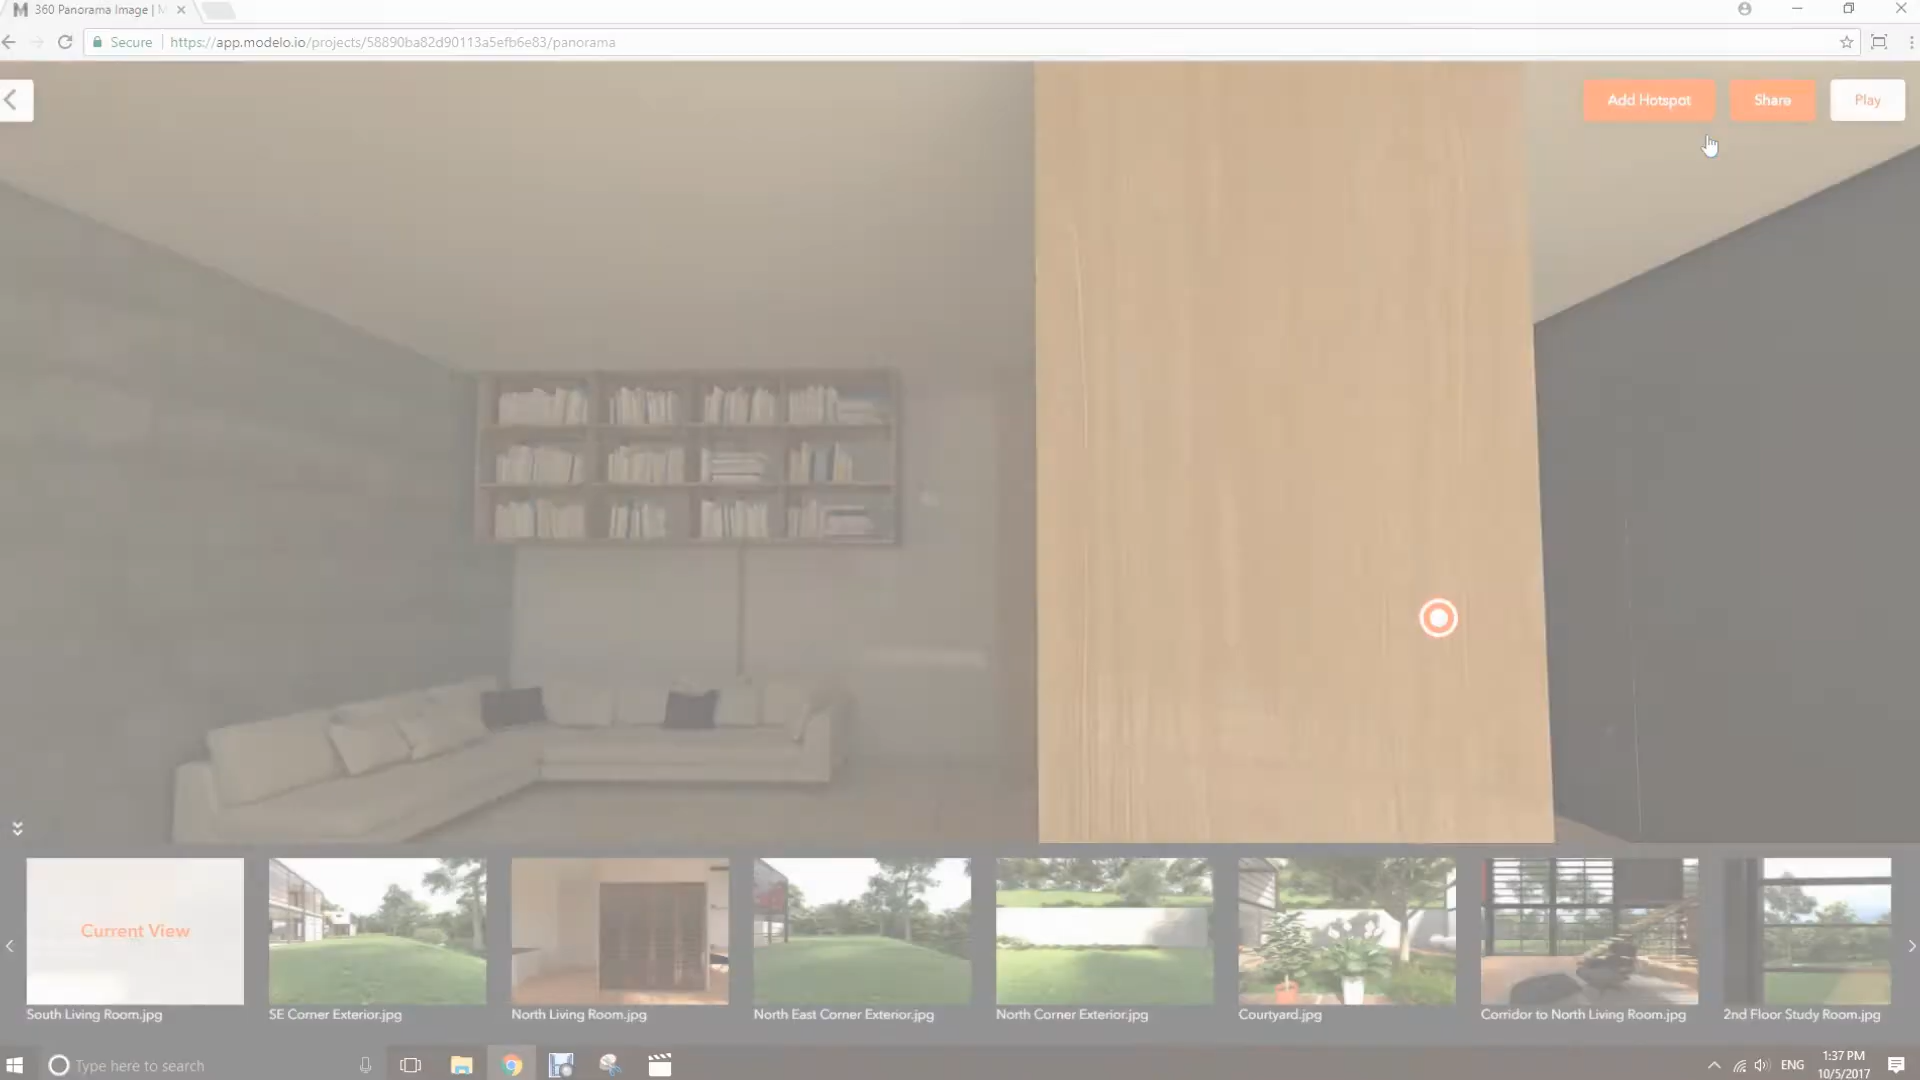 360 Panorama Image |
Secure
https://app.modelo.io/projects/58890ba82d90113a5efb6e83/panorama
Add Hotspot
Share
Play
Current View
South Living Room.jpg
SE Corner Exterior.jpg
North Living Room.jpg
North East Corner Exterior.jpg
North Corner Exterior.jpg
Courtyard.jpg
Corridor to North Living Room.jpg
2nd Floor Study Room.jpg
Type here to search
ENG
1:37 PM
10/5/2017